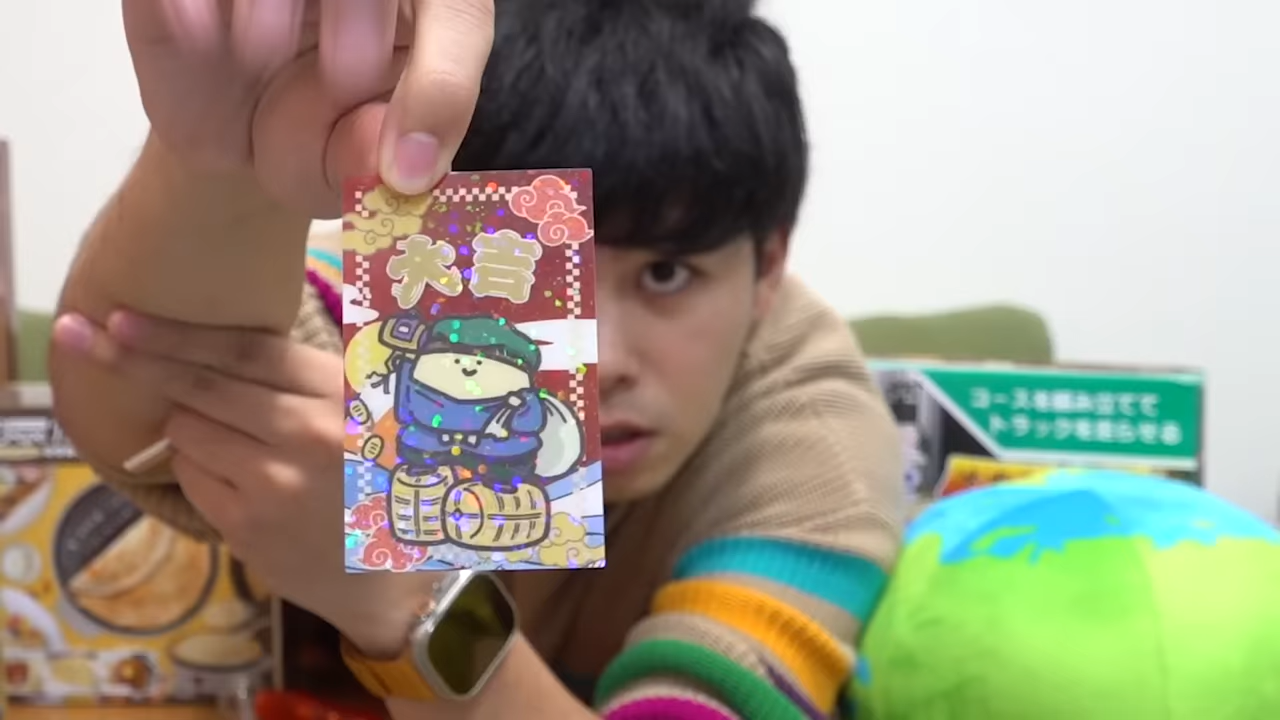 大吉
コースを組み立てて
トラックを走らせる